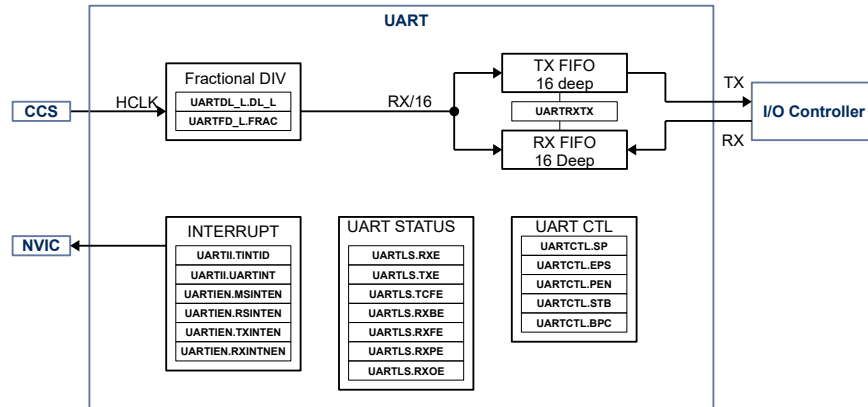 UART
Fractional DIV
UARTDL_L.DL_L
UARTFD_L.FRAC
CCS
HCLK
RX/16
TX FIFO
16 deep
UARTRXTX
RX FIFO
16 Deep
TX
RX
I/O Controller
NVIC
INTERRUPT
UARTII.TINTID
UARTII.UARTINT
UARTIEN.MSINTEN
UARTIEN.RSINTEN
UARTIEN.TXINTEN
UARTIEN.RXINTNEN
UART STATUS
UARTLS.RXE
UARTLS.TXE
UARTLS.TCFE
UARTLS.RXBE
UARTLS.RXFE
UARTLS.RXPE
UARTLS.RXOE
UART CTL
UARTCTL.SP
UARTCTL.EPS
UARTCTL.PEN
UARTCTL.STB
UARTCTL.BPC